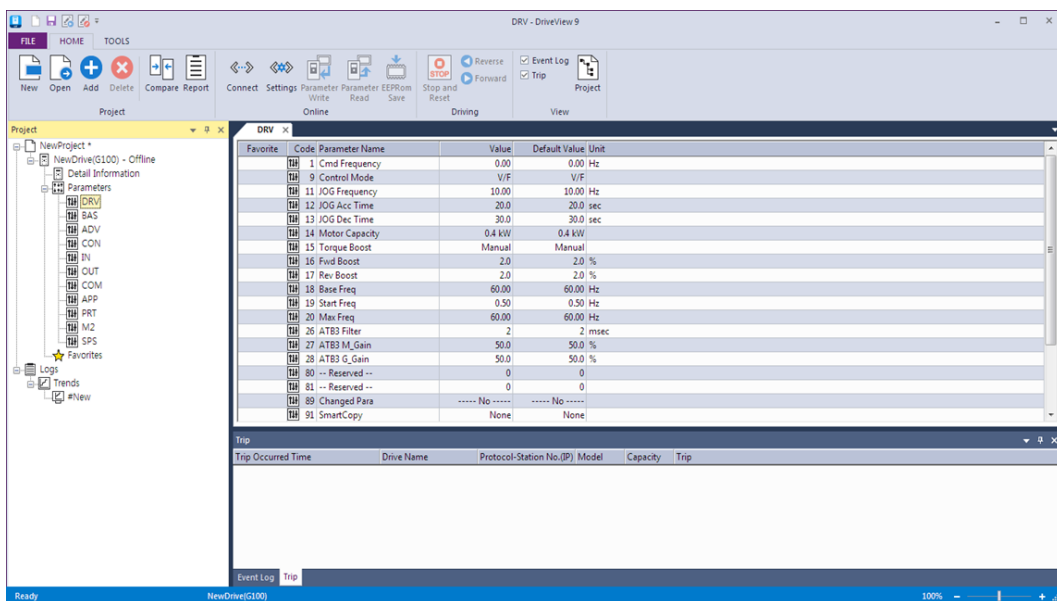 DRV - DriveView 9
FILE HOME TOOLS
New Open Add Delete Compare Report
Project
Connect Settings Parameter Write Parameter Read EEPRom Save
Online
STOP
Stop and Reset
Reverse
Forward
Driving
Event Log
Trip
Project
View
Project
NewProject *
NewDrive(G100) - Offline
Detail Information
Parameters
DRV
BAS
ADV
CON
IN
OUT
COM
APP
PRT
M2
SPS
Favorites
Logs
Trends
#New
DRV
Favorite Code Parameter Name Value Default Value Unit
1 Cmd Frequency 0.00 0.00 Hz
9 Control Mode V/F V/F
11 JOG Frequency 10.00 10.00 Hz
12 JOG Acc Time 20.0 20.0 sec
13 JOG Dec Time 30.0 30.0 sec
14 Motor Capacity 0.4 kW 0.4 kW
15 Torque Boost Manual Manual
16 Fwd Boost 2.0 2.0 %
17 Rev Boost 2.0 2.0 %
18 Base Freq 60.00 60.00 Hz
19 Start Freq 0.50 0.50 Hz
20 Max Freq 60.00 60.00 Hz
26 ATB3 Filter 2 2 msec
27 ATB3 M_Gain 50.0 50.0 %
28 ATB3 G_Gain 50.0 50.0 %
80 -- Reserved -- 0 0
81 -- Reserved -- 0 0
89 Changed Para ----- No ----- ----- No -----
91 SmartCopy None None
Trip
Trip Occurred Time Drive Name Protocol-Station No.(IP) Model Capacity Trip
Event Log Trip
Ready NewDrive(G100) 100%